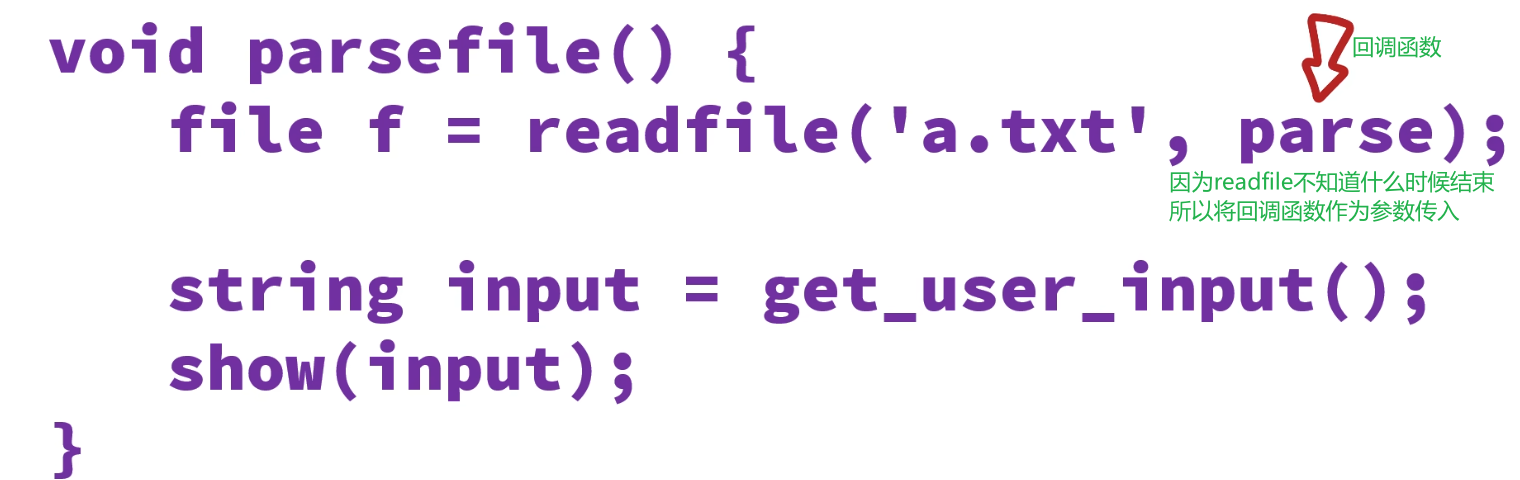 void parsefile() {
回调函数
file f = readfile('a.txt', parse);
因为readfile不知道什么时候结束
所以将回调函数作为参数传入
string input = get_user_input();
show(input);
}